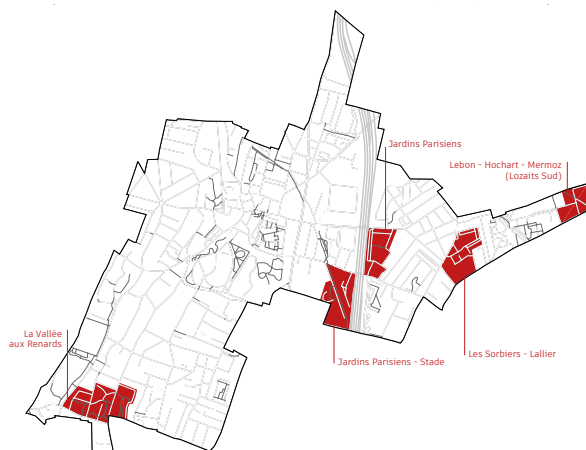 Jardins Parisiens
Lebon - Hochart - Mermoz
(Lozaits Sud)
La Vallée
aux Renards
Jardins Parisiens - Stade
Les Sorbiers - Lallier